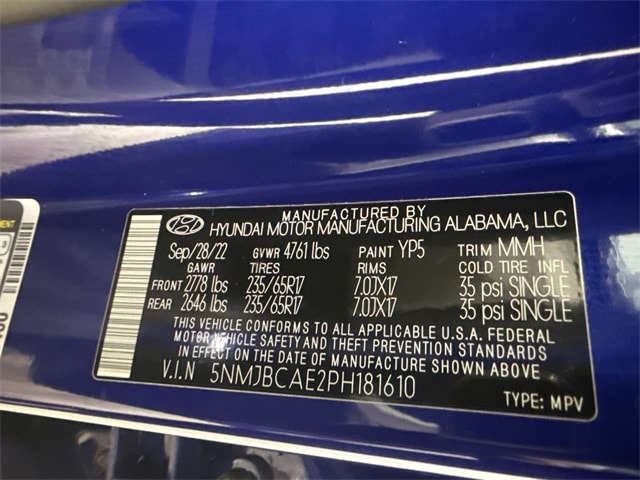 MANUFACTURED BY
HYUNDAI MOTOR MANUFACTURING ALABAMA, LLC
Sep/28/22 GVWR 4761 lbs PAINT YP5 TRIM MMH
GAWR TIRES RIMS COLD TIRE INFL
FRONT 2778 lbs 235/65R17 7.0JX17 35 psi SINGLE
REAR 2646 lbs 235/65R17 7.0JX17 35 psi SINGLE
THIS VEHICLE CONFORMS TO ALL APPLICABLE U.S.A. FEDERAL
MOTOR VEHICLE SAFETY AND THEFT PREVENTION STANDARDS
IN EFFECT ON THE DATE OF MANUFACTURE SHOWN ABOVE
V.I.N 5NMJBCAE2PH181610
TYPE: MPV